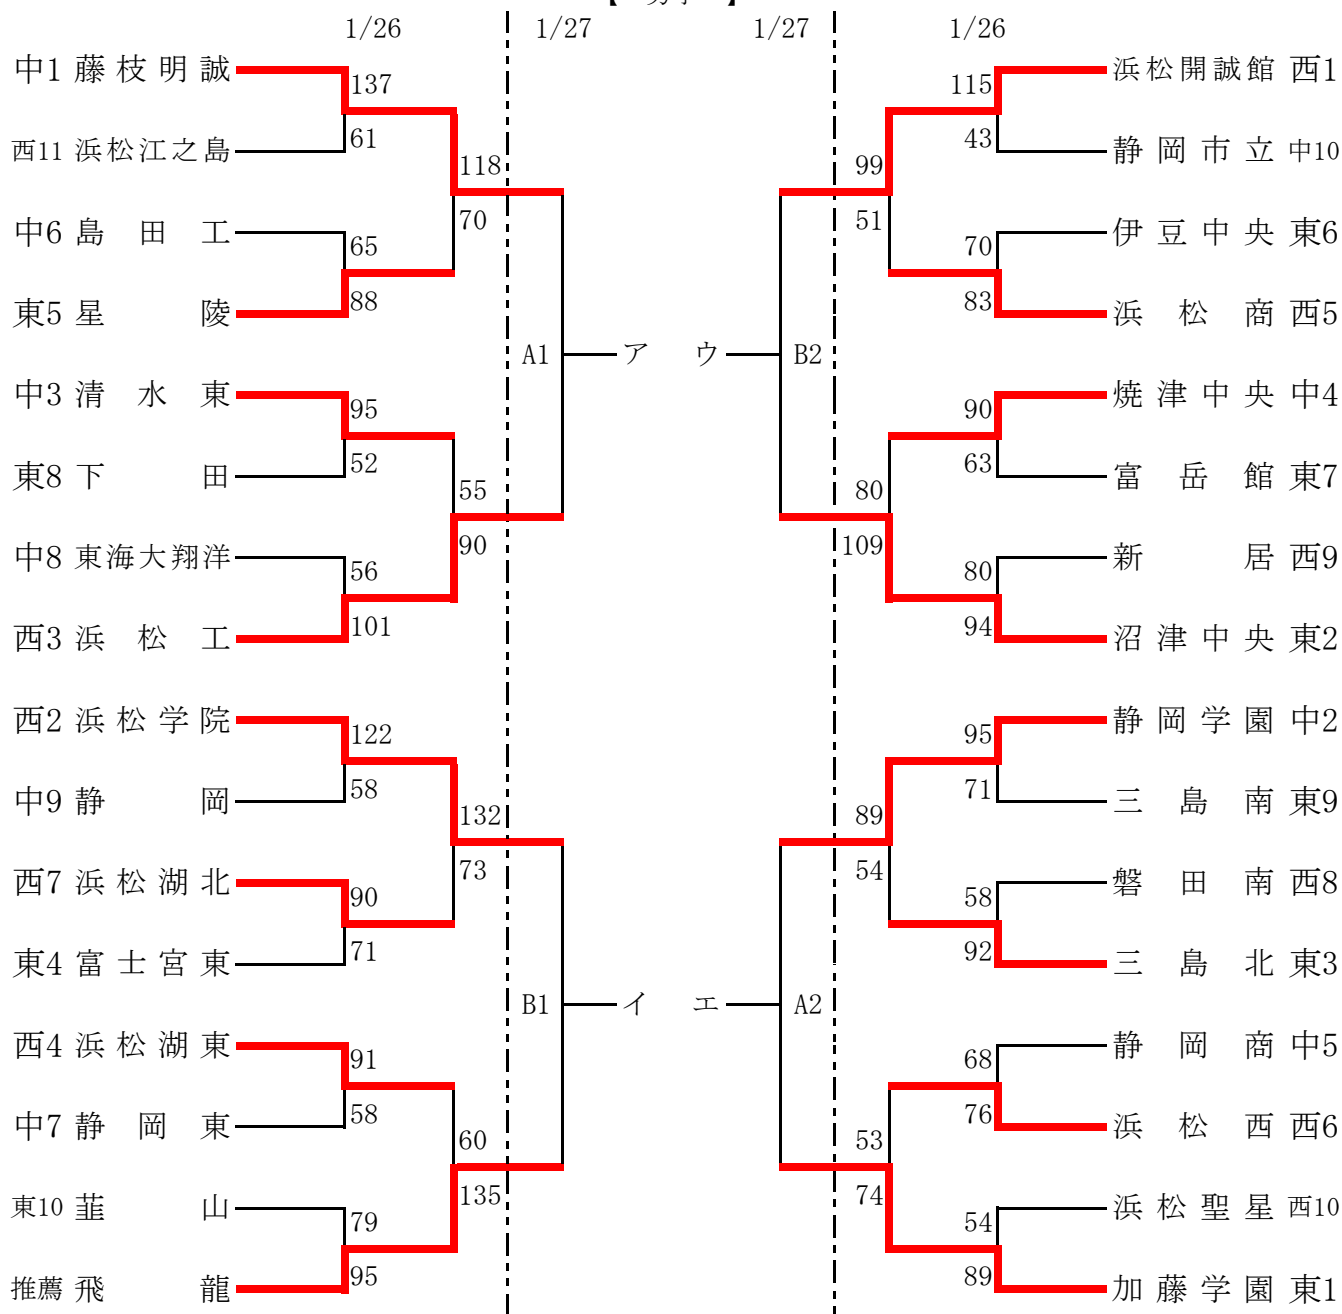 1/26 1/27 1/27 1/26
中1 藤枝明誠 137 115 浜松開誠館 西1
西11 浜松江之島 61 43 静岡市立 中10
118 99
中6 島田工 65 70 51 70 伊豆中央 東6
東5 星陵 88 83 浜松商 西5
A1 ア ウ B2
中3 清水東 95 90 焼津中央 中4
東8 下田 52 63 富岳館 東7
55 80
中8 東海大翔洋 56 90 109 80 新居 西9
西3 浜松工 101 94 沼津中央 東2
西2 浜松学院 122 95 静岡学園 中2
中9 静岡 58 71 三島南 東9
132 89
西7 浜松湖北 90 73 54 58 磐田南 西8
東4 富士宮東 71 92 三島北 東3
B1 イ エ A2
西4 浜松湖東 91 68 静岡商 中5
中7 静岡東 58 76 浜松西 西6
60 53
東10 韮山 79 135 74 54 浜松聖星 西10
推薦 飛龍 95 89 加藤学園 東1